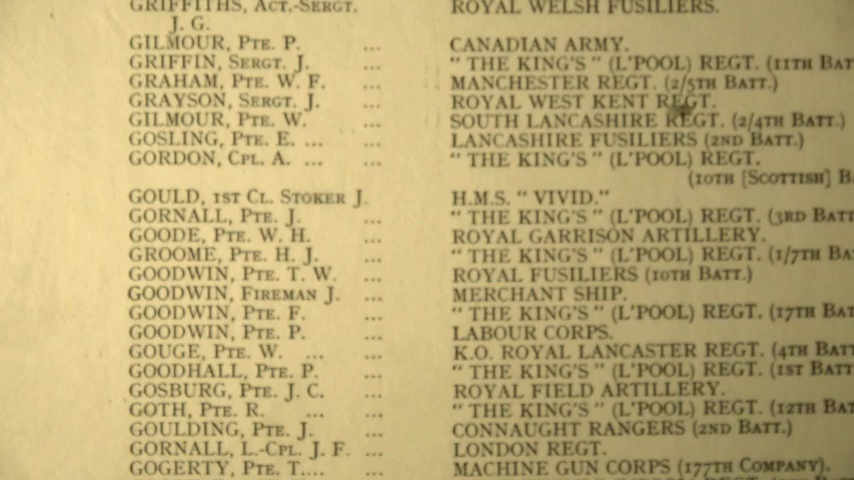 GRIFFITHS, ACT.-SERGT. ROYAL WELSH FUSILIERS.
J. G.
GILMOUR, PTE. P. ... CANADIAN ARMY.
GRIFFIN, SERGT. J. ... " THE KING'S " (L'POOL) REGT. (11TH BAT
GRAHAM, PTE. W. F. ... MANCHESTER REGT. (2/5TH BATT.)
GRAYSON, SERGT. J. ... ROYAL WEST KENT REGT.
GILMOUR, PTE. W. ... SOUTH LANCASHIRE REGT. (2/4TH BATT.)
GOSLING, PTE. E. ... ... LANCASHIRE FUSILIERS (2ND BATT.)
GORDON, CPL. A. ... ... " THE KING'S " (L'POOL) REGT.
(10TH [SCOTTISH] B
GOULD, 1ST CL. STOKER J. H.M.S. " VIVID."
GORNALL, PTE. J. ... " THE KING'S " (L'POOL) REGT. (3RD BATT
GOODE, PTE. W. H. ... ROYAL GARRISON ARTILLERY.
GROOME, PTE. H. J. ... " THE KING'S " (L'POOL) REGT. (1/7TH BA
GOODWIN, PTE. T. W. ... ROYAL FUSILIERS (10TH BATT.)
GOODWIN, FIREMAN J. ... MERCHANT SHIP.
GOODWIN, PTE. F. ... " THE KING'S " (L'POOL) REGT. (17TH BAT
GOODWIN, PTE. P. ... LABOUR CORPS.
GOUGE, PTE. W. ... ... K.O. ROYAL LANCASTER REGT. (4TH BATT
GOODHALL, PTE. P. ... " THE KING'S " (L'POOL) REGT. (1ST BATT
GOSBURG, PTE. J. C. ... ROYAL FIELD ARTILLERY.
GOTH, PTE. R. ... ... " THE KING'S " (L'POOL) REGT. (12TH BAT
GOULDING, PTE. J. ... CONNAUGHT RANGERS (2ND BATT.)
GORNALL, L.-CPL. J. F. ... LONDON REGT.
GOGERTY, PTE. T.... ... MACHINE GUN CORPS (177TH COMPANY).